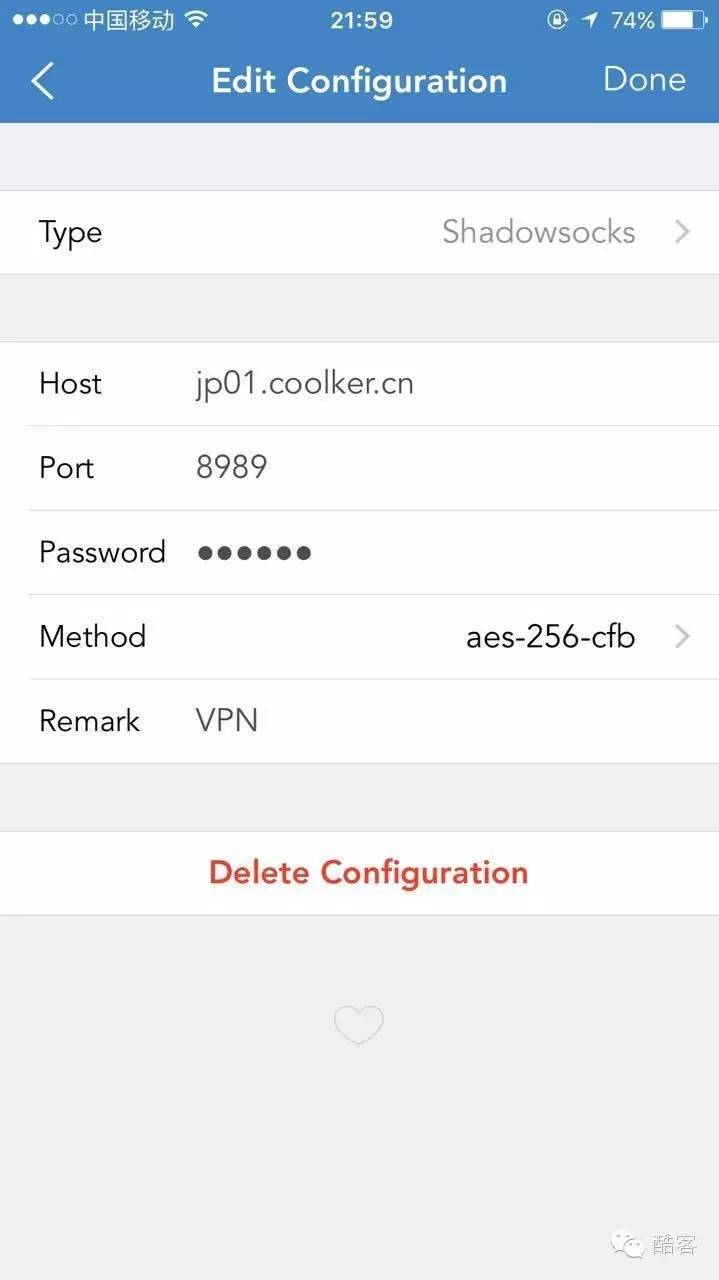 中国移动 21:59 74%
Edit Configuration Done
Type Shadowsocks
Host jp01.coolker.cn
Port 8989
Password ●●●●●●
Method aes-256-cfb
Remark VPN
Delete Configuration
酷客